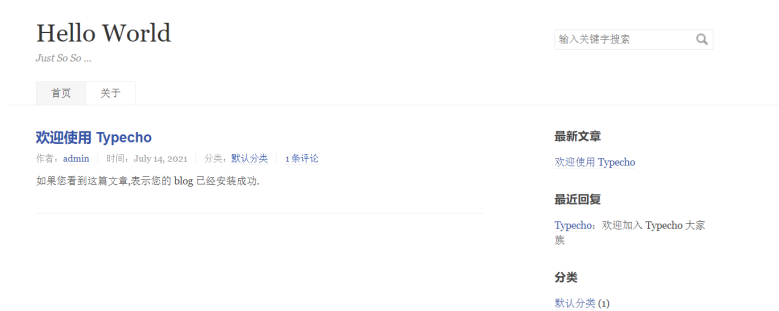 Hello World
Just So So ...
输入关键字搜索
首页
关于
欢迎使用 Typecho
作者：admin 时间：July 14, 2021 分类：默认分类 1 条评论
如果您看到这篇文章,表示您的 blog 已经安装成功.
最新文章
欢迎使用 Typecho
最近回复
Typecho：欢迎加入 Typecho 大家
族
分类
默认分类 (1)